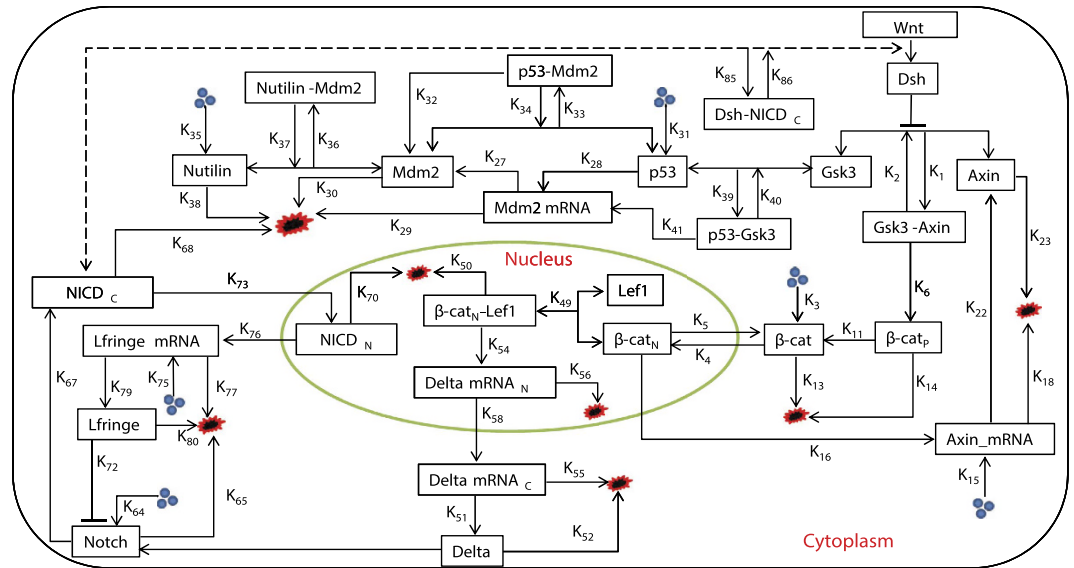 Wnt
Dsh
K85
K86
Dsh-NICD C
p53-Mdm2
Nutilin -Mdm2
K32
K34
K33
K35
K37
K36
K31
K28
K27
Nutilin
Mdm2
p53
Gsk3
Axin
K2
K1
K38
K30
K39
K40
Mdm2 mRNA
K41
p53-Gsk3
Gsk3 -Axin
K29
K68
K23
Nucleus
NICD C
K73
K70
K50
K49
Lef1
K3
K6
K22
β-catN-Lef1
NICD N
β-catN
K5
K4
β-cat
K11
β-catP
K76
Lfringe mRNA
K54
K67
K79
K75
K77
Delta mRNA N
K56
K13
K14
K18
Lfringe
K80
K58
K16
Axin_mRNA
K72
K65
K64
Delta mRNA C
K55
K15
K51
K52
Notch
Delta
Cytoplasm